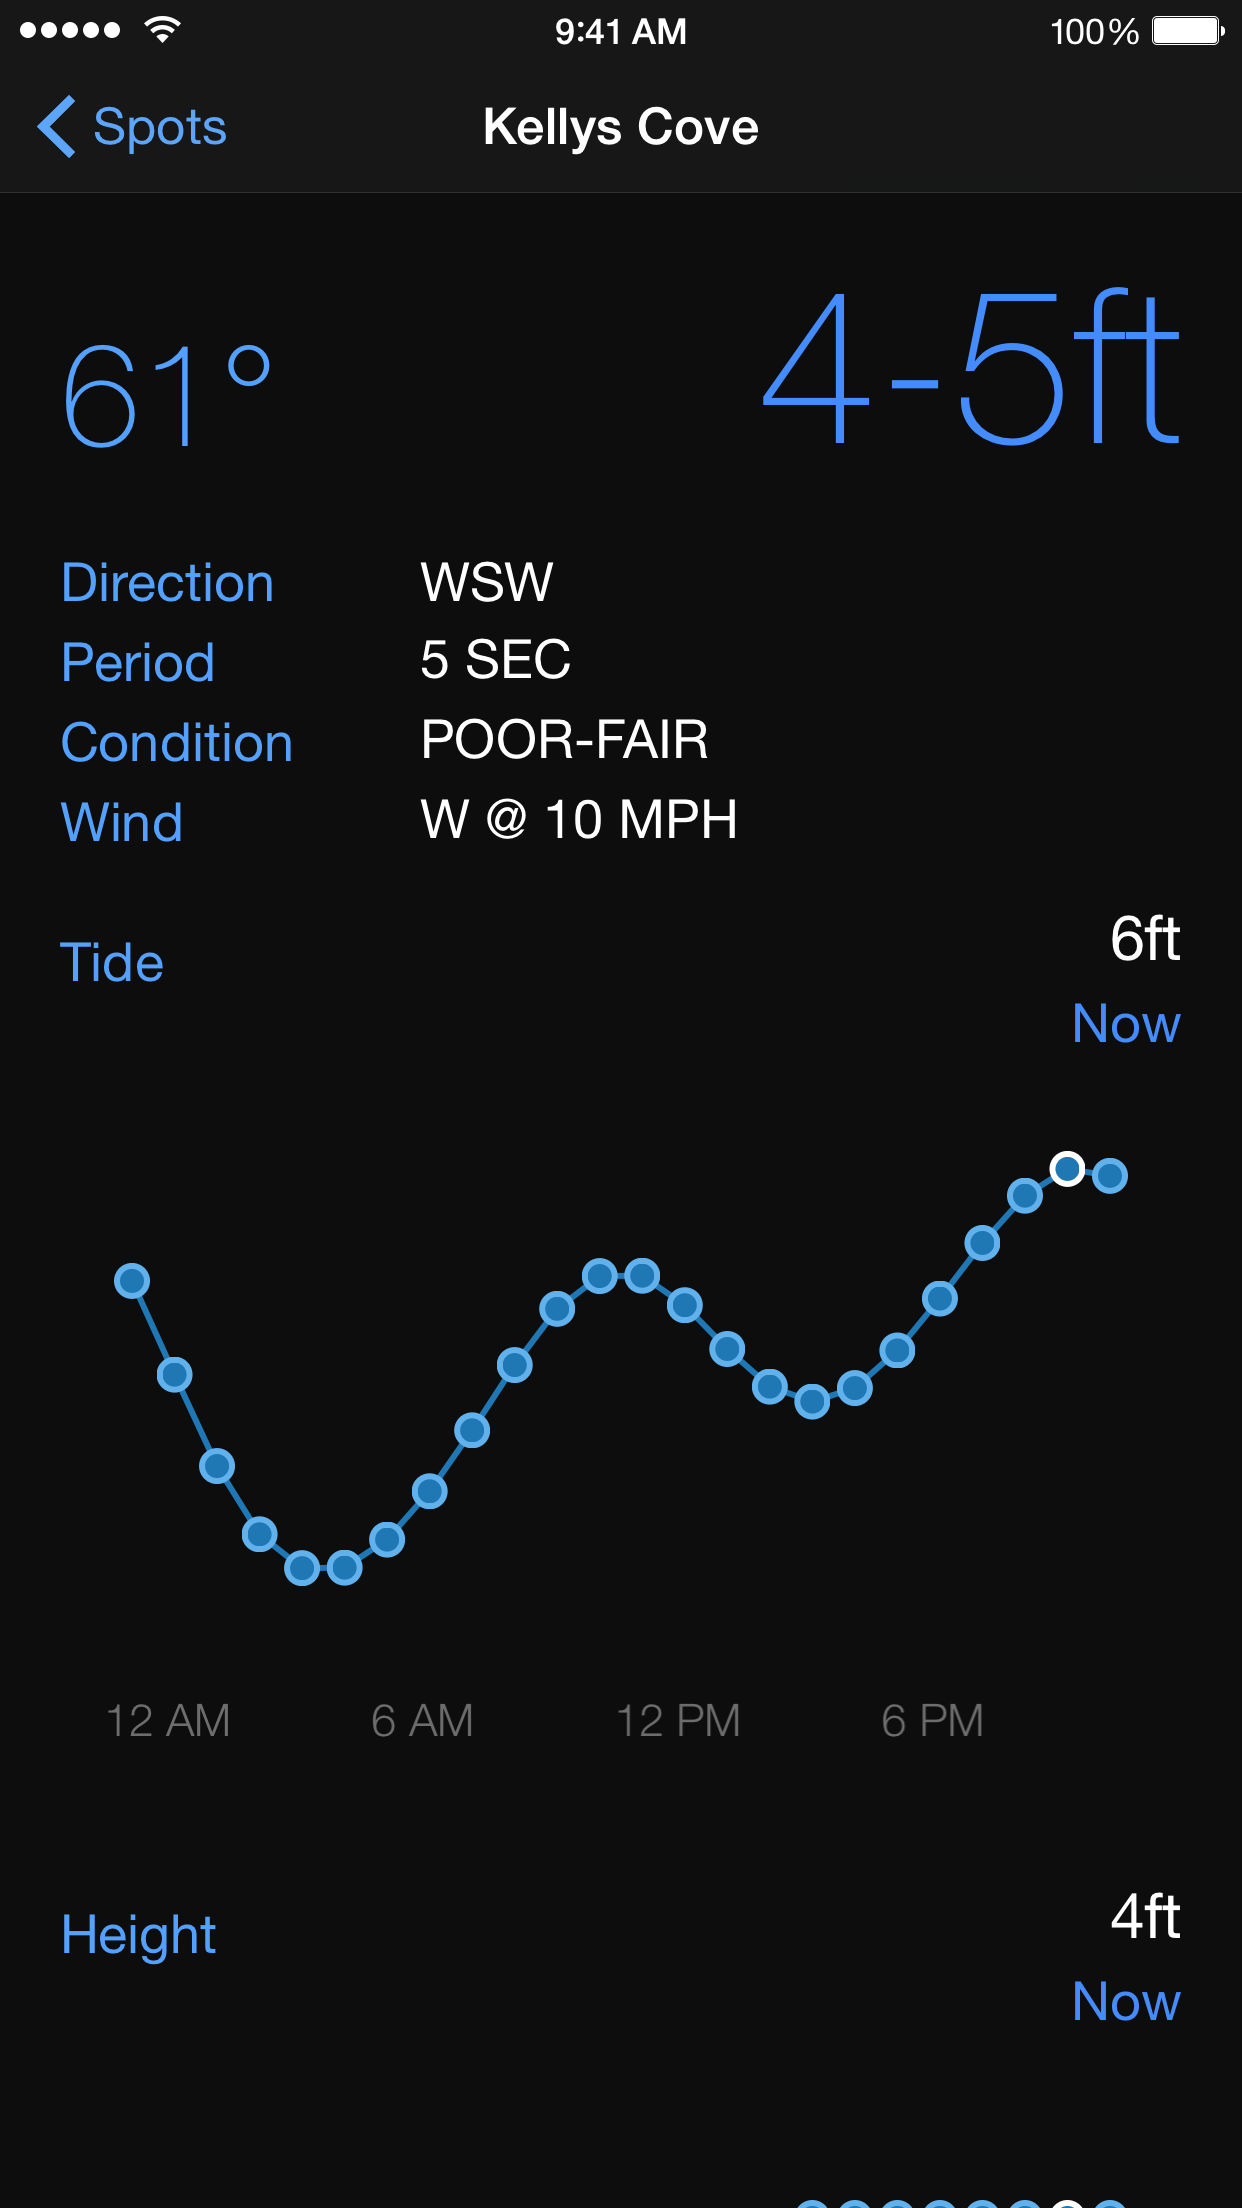 9:41 AM 100%
Spots Kellys Cove
61° 4-5ft
Direction WSW
Period 5 SEC
Condition POOR-FAIR
Wind W @ 10 MPH
Tide 6ft
Now
12 AM 6 AM 12 PM 6 PM
Height 4ft
Now